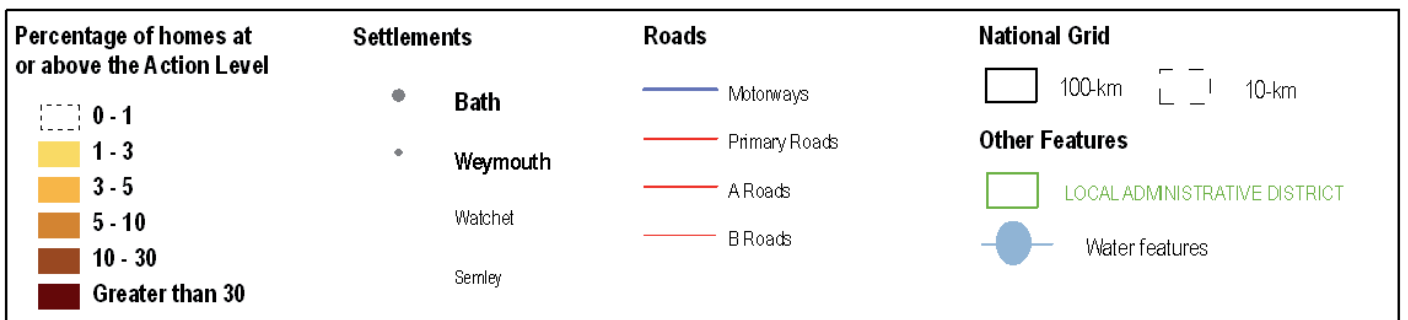 Percentage of homes at
or above the Action Level
0 - 1
1 - 3
3 - 5
5 - 10
10 - 30
Greater than 30
Settlements
Bath
Weymouth
Watchet
Semley
Roads
Motorways
Primary Roads
A Roads
B Roads
National Grid
100-km
10-km
Other Features
LOCAL ADMINISTRATIVE DISTRICT
Water features